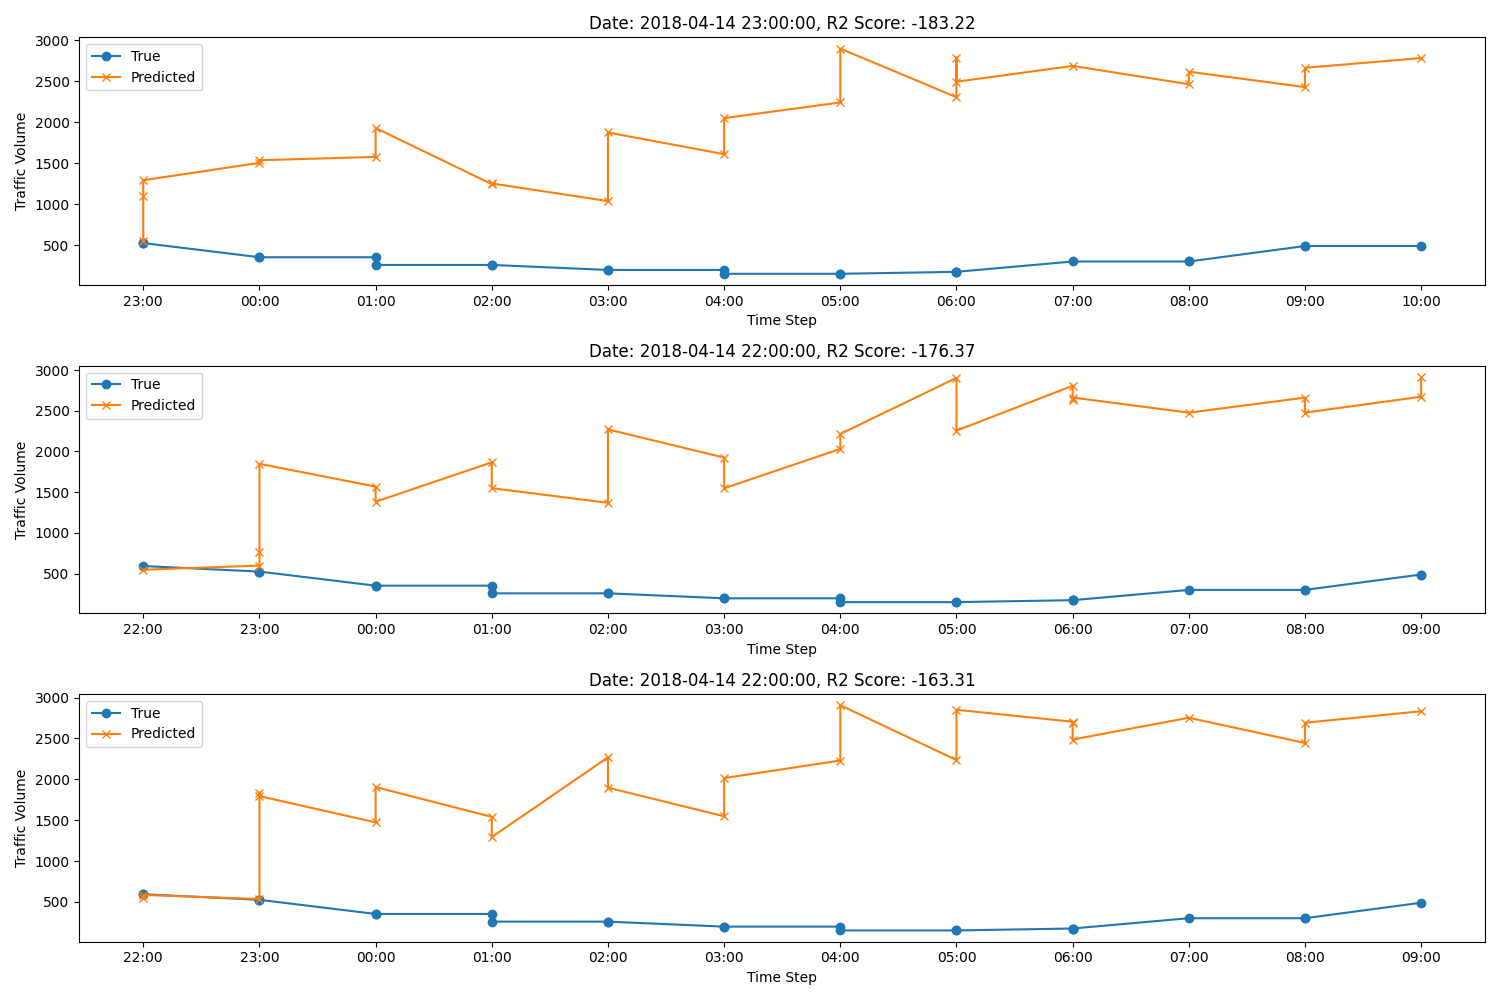 Date: 2018-04-14 23:00:00, R2 Score: -183.22
True
Predicted
Traffic Volume
3000
2500
2000
1500
1000
500
23:00 00:00 01:00 02:00 03:00 04:00 05:00 06:00 07:00 08:00 09:00 10:00
Time Step
Date: 2018-04-14 22:00:00, R2 Score: -176.37
True
Predicted
Traffic Volume
3000
2500
2000
1500
1000
500
22:00 23:00 00:00 01:00 02:00 03:00 04:00 05:00 06:00 07:00 08:00 09:00
Time Step
Date: 2018-04-14 22:00:00, R2 Score: -163.31
True
Predicted
Traffic Volume
3000
2500
2000
1500
1000
500
22:00 23:00 00:00 01:00 02:00 03:00 04:00 05:00 06:00 07:00 08:00 09:00
Time Step